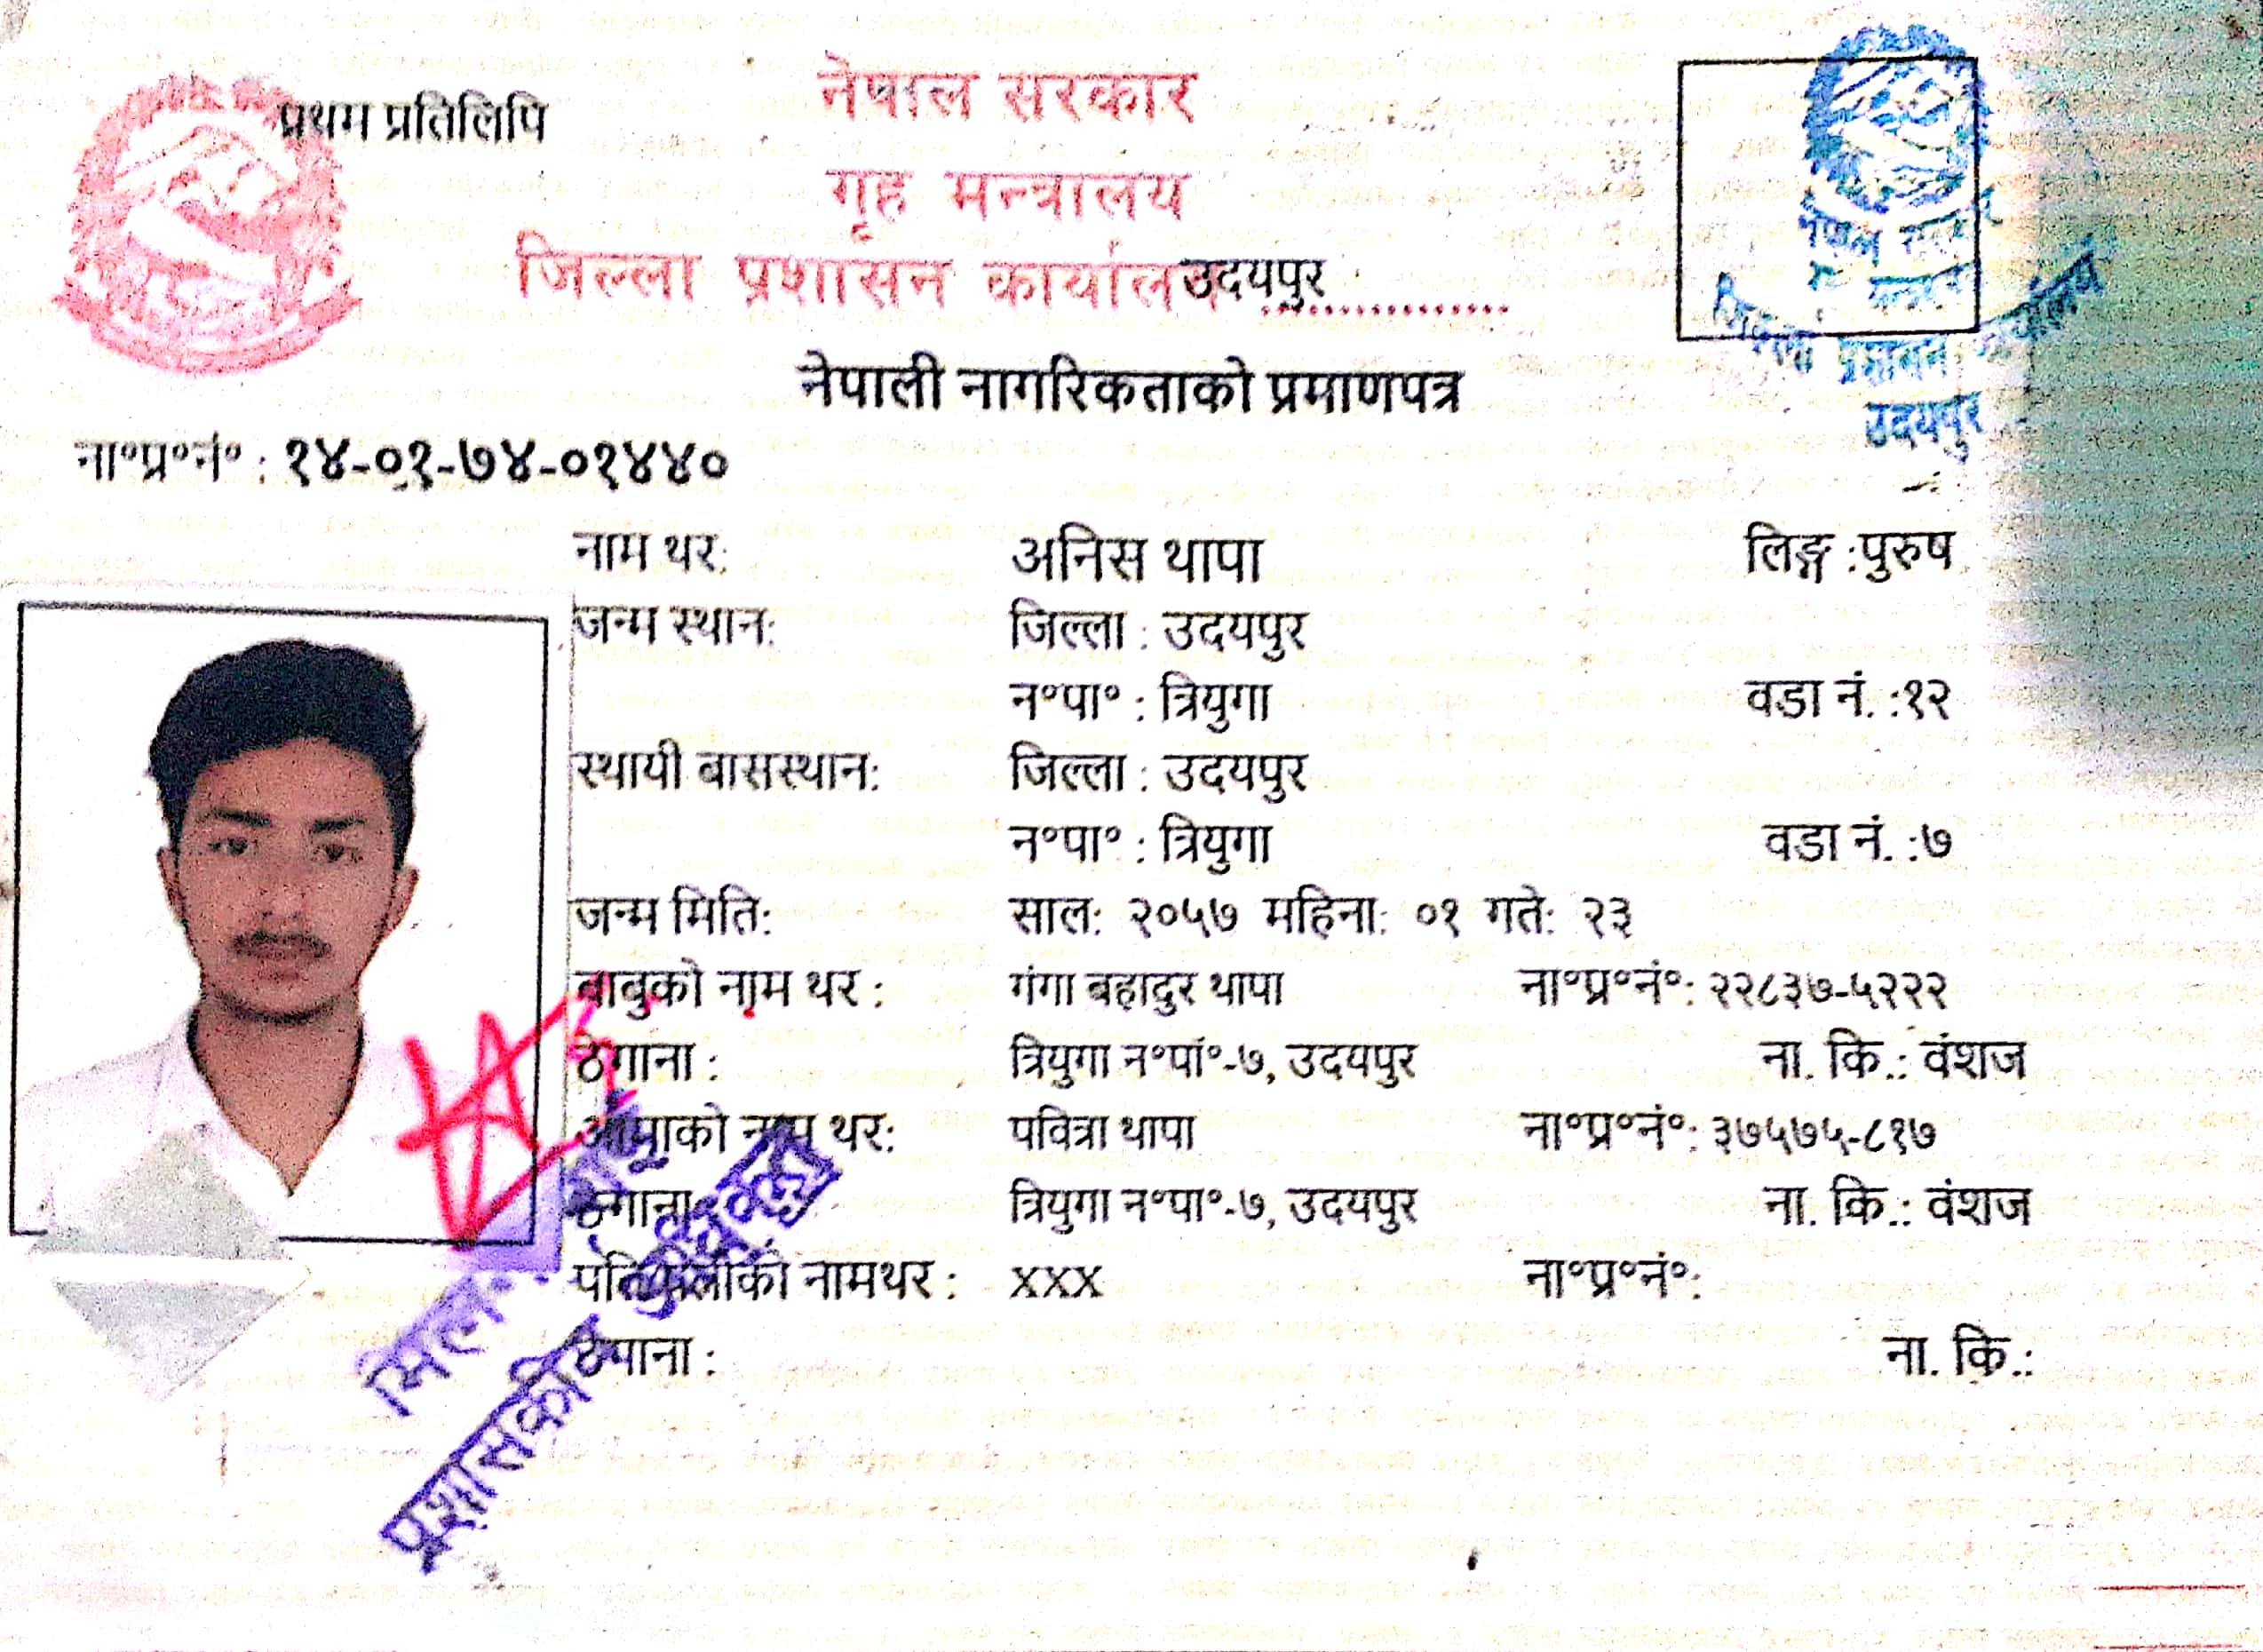 प्रथम प्रतिलिपि
नेपाल सरकार
गृह मन्त्रालय
जिल्ला प्रशासन कार्यालय उदयपुर
नेपाल सरकार
जिल्ला प्रशासन कार्यालय
उदयपुर
नेपाली नागरिकताको प्रमाणपत्र
ना॰प्र॰नं॰ : १४-०१-७४-०१४४०
नाम थर: अनिस थापा लिङ्ग :पुरुष
जन्म स्थान: जिल्ला : उदयपुर
न॰पा॰ : त्रियुगा वडा नं. :१२
स्थायी बासस्थान: जिल्ला : उदयपुर
न॰पा॰ : त्रियुगा वडा नं. :७
जन्म मिति: साल: २०५७ महिना: ०१ गते: २३
बाबुको नाम थर : गंगा बहादुर थापा ना॰प्र॰नं॰: २२८३७-५२२२
ठेगाना : त्रियुगा न॰पा॰-७, उदयपुर ना. कि.: वंशज
आमाको नाम थर: पवित्रा थापा ना॰प्र॰नं॰: ३७५७५-८१७
ठेगाना: त्रियुगा न॰पा॰-७, उदयपुर ना. कि.: वंशज
पति/पत्नीको नामथर : XXX ना॰प्र॰नं॰:
ठेगाना : ना. कि.:
प्रशासकीय अधिकृत